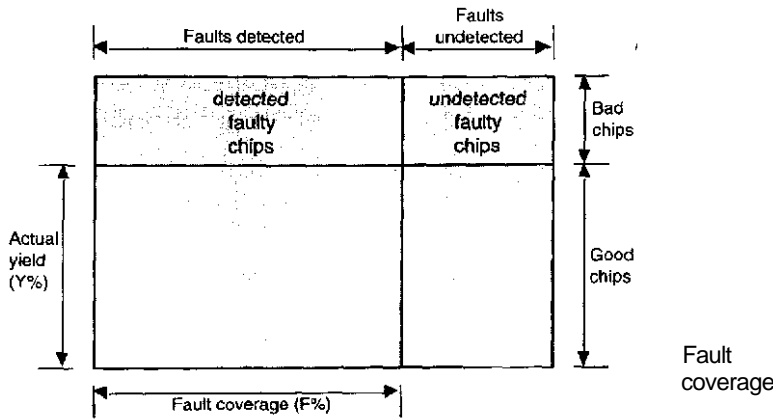 Faults detected
Faults
undetected
detected
faulty
chips
undetected
faulty
chips
Bad
chips
Actual
yield
(Y%)
Good
chips
Fault coverage (F%)
Fault
coverage